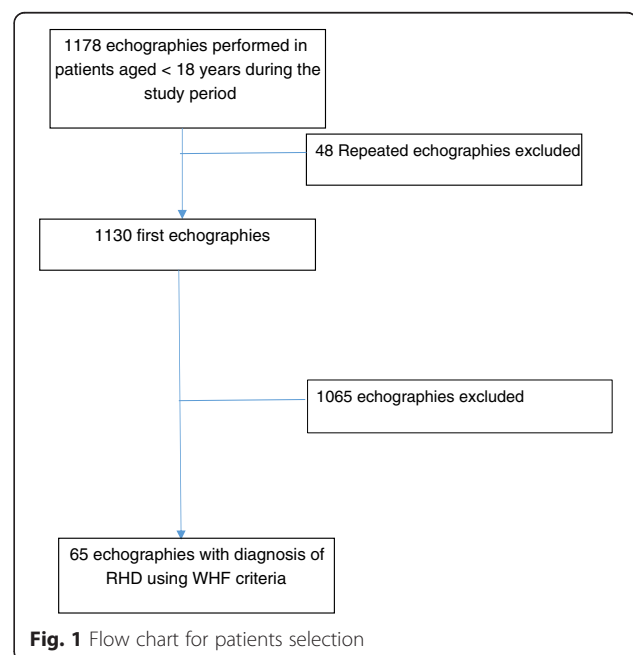 1178 echographies performed in
patients aged < 18 years during the
study period
48 Repeated echographies excluded
1130 first echographies
1065 echographies excluded
65 echographies with diagnosis of
RHD using WHF criteria
Fig. 1 Flow chart for patients selection